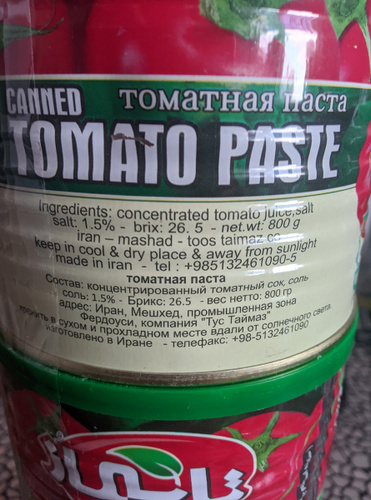 CANNED томатная паста
TOMATO PASTE
Ingredients: concentrated tomato juice,salt
salt: 1.5% - brix: 26. 5 - net.wt: 800 g
iran – mashad - toos taimaz co
keep in cool & dry place & away from sunlight
made in iran - tel : +985132461090-5
томатная паста
Состав: концентрированный томатный сок, соль
соль: 1.5% - Брикс: 26.5 - вес нетто: 800 гр
адрес: Иран, Мешхед, промышленная зона
Фердоуси, компания "Тус Таймаз"
хранить в сухом и прохладном месте вдали от солнечного света
изготовлено в Иране - телефакс: +98-5132461090
تایماز